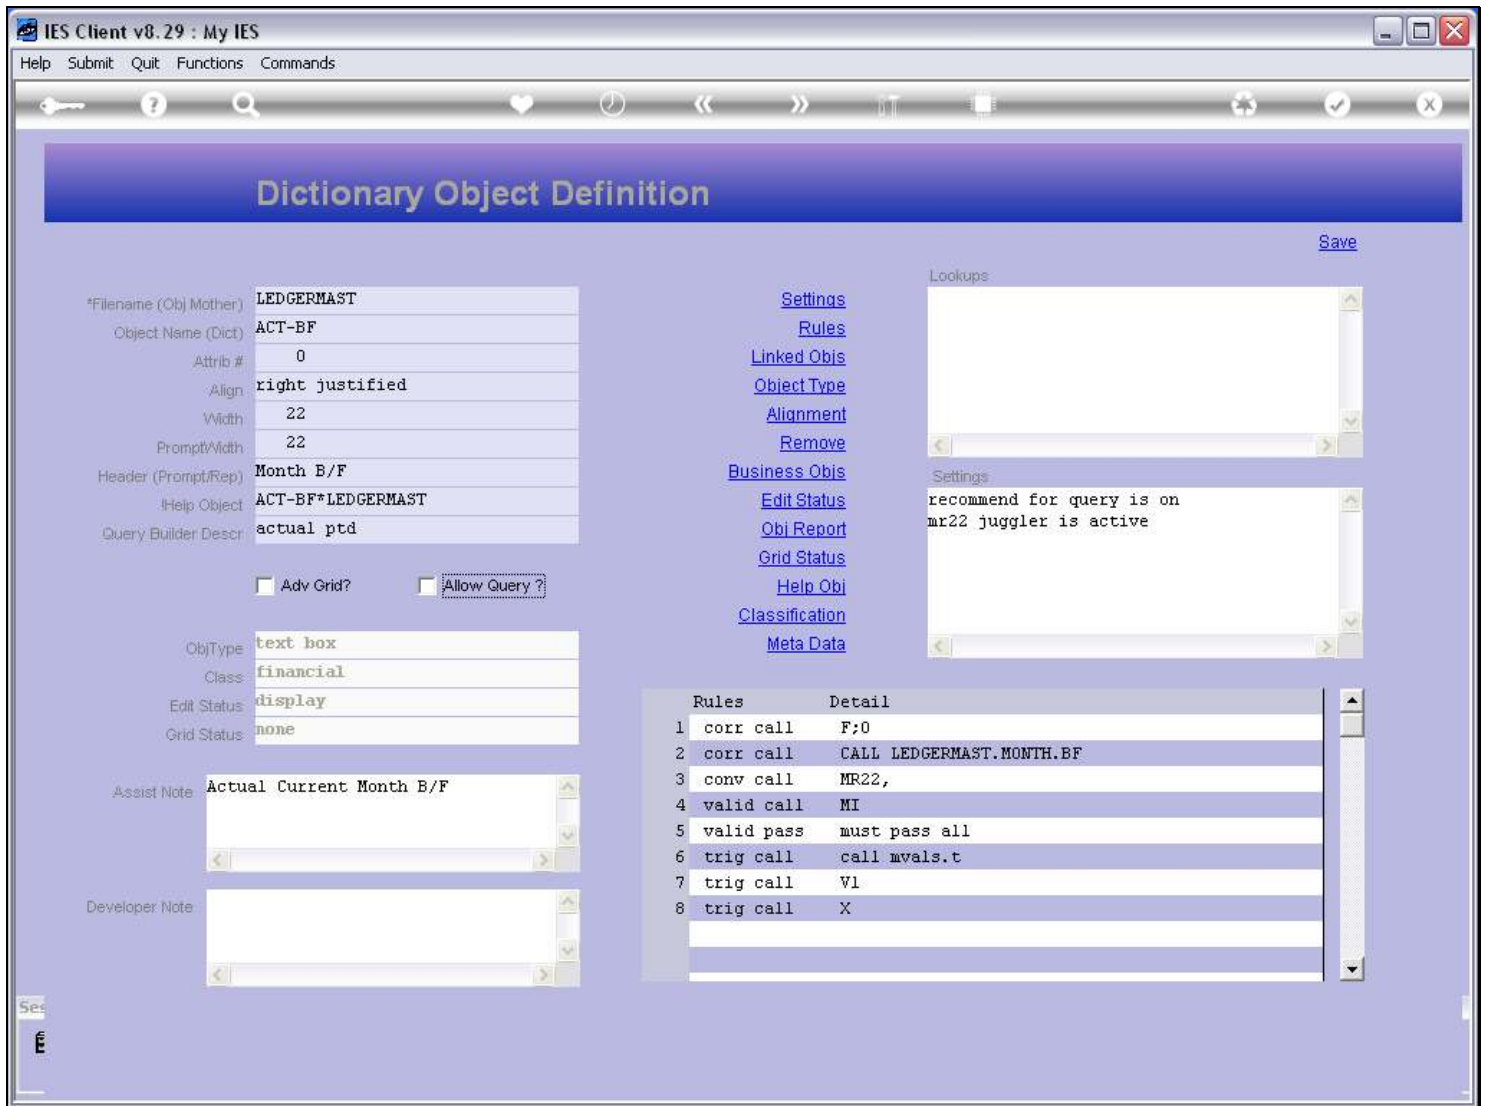 IES Client v8.29 : My IES
Help Submit Quit Functions Commands
Dictionary Object Definition
Save
*Filename (Obj Mother) LEDGERMAST
Object Name (Dict) ACT-BF
Attrib # 0
Align right justified
Width 22
PromptWidth 22
Header (Prompt/Rep) Month B/F
!Help Object ACT-BF*LEDGERMAST
Query Builder Descr actual ptd
Adv Grid? Allow Query ?
ObjType text box
Class financial
Edit Status display
Grid Status none
Assist Note Actual Current Month B/F
Developer Note
Settings
Rules
Linked Objs
Object Type
Alignment
Remove
Business Objs
Edit Status
Obj Report
Grid Status
Help Obj
Classification
Meta Data
Lookups
Settings
recommend for query is on
mr22 juggler is active
Rules Detail
1 corr call F;0
2 corr call CALL LEDGERMAST.MONTH.BF
3 conv call MR22,
4 valid call MI
5 valid pass must pass all
6 trig call call mvals.t
7 trig call V1
8 trig call X